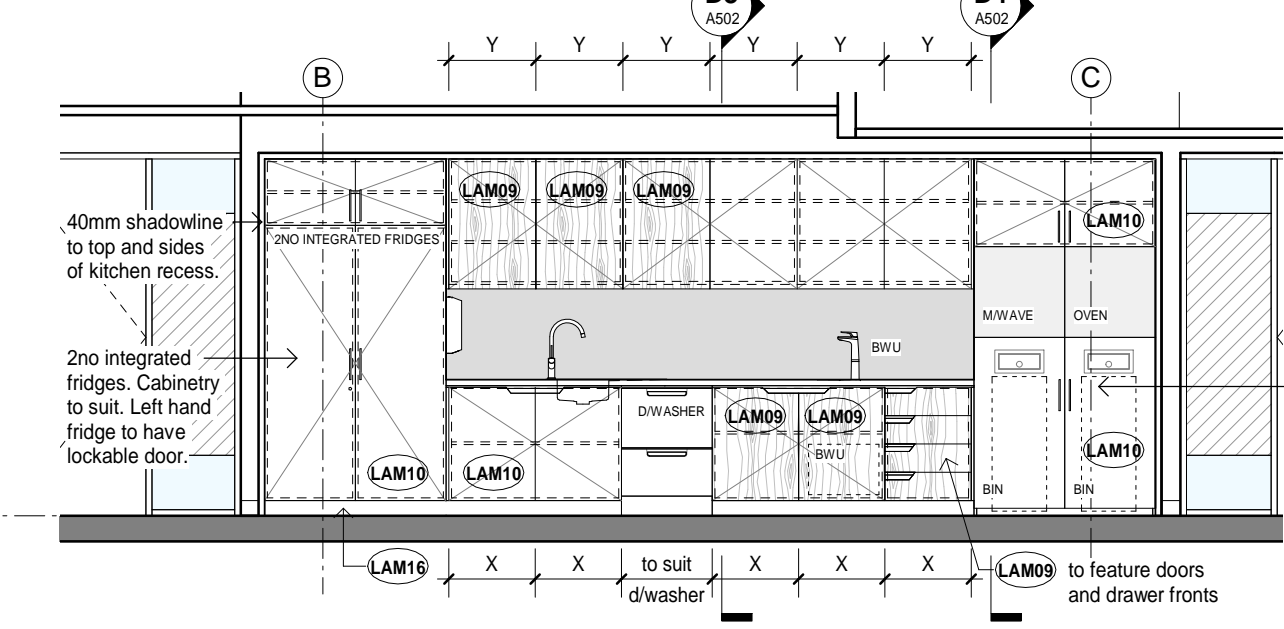 A502
A502
Y Y Y Y Y Y
B
C
LAM09 LAM09 LAM09
40mm shadowline
to top and sides
of kitchen recess.
LAM10
2NO INTEGRATED FRIDGES
M/WAVE OVEN
BWU
2no integrated
fridges. Cabinetry
to suit. Left hand
fridge to have
lockable door.
D/WASHER
LAM09 LAM09
BWU
LAM10
LAM10
LAM10
BIN BIN
LAM16
X X to suit
d/washer
X X X
LAM09 to feature doors
and drawer fronts